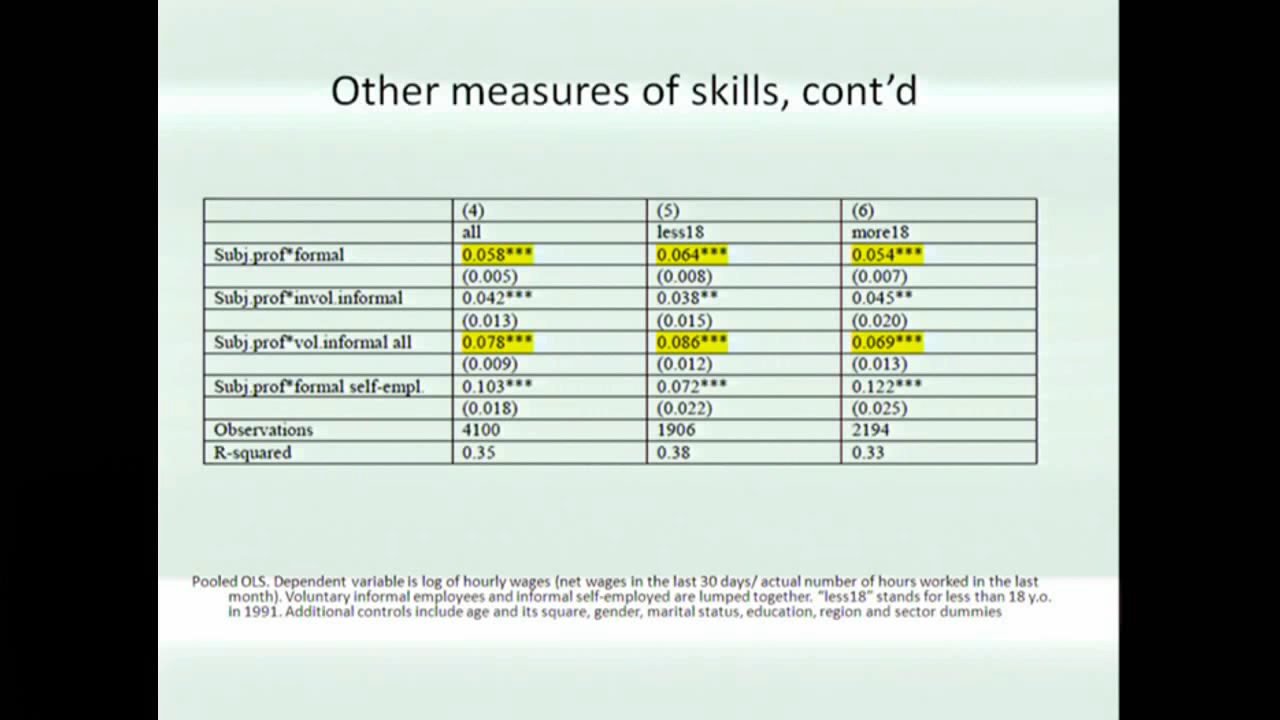 Other measures of skills, cont’d
(4) (5) (6)
all less18 more18
Subj.prof*formal 0.058*** 0.064*** 0.054***
(0.005) (0.008) (0.007)
Subj.prof*invol.informal 0.042*** 0.038** 0.045**
(0.013) (0.015) (0.020)
Subj.prof*vol.informal all 0.078*** 0.086*** 0.069***
(0.009) (0.012) (0.013)
Subj.prof*formal self-empl. 0.103*** 0.072*** 0.122***
(0.018) (0.022) (0.025)
Observations 4100 1906 2194
R-squared 0.35 0.38 0.33
Pooled OLS. Dependent variable is log of hourly wages (net wages in the last 30 days/ actual number of hours worked in the last
month). Voluntary informal employees and informal self-employed are lumped together. “less18” stands for less than 18 y.o.
in 1991. Additional controls include age and its square, gender, marital status, education, region and sector dummies